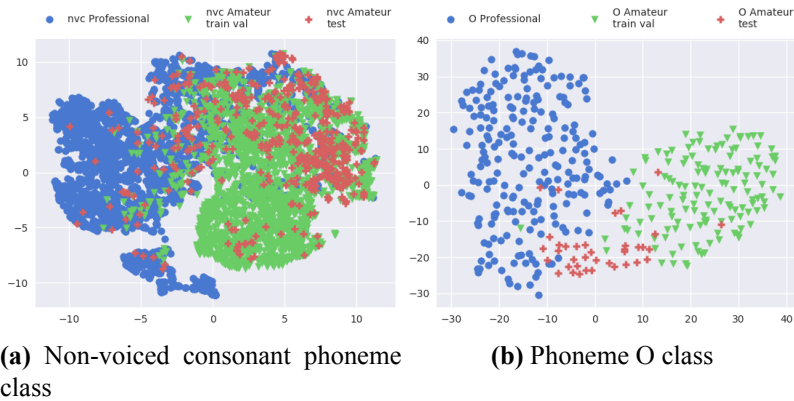 nvc Professional
nvc Amateur
train val
nvc Amateur
test
10
5
0
−5
−10
−10
−5
0
5
10
O Professional
O Amateur
train val
O Amateur
test
40
30
20
10
0
−10
−20
−30
−30
−20
−10
0
10
20
30
40
(a) Non-voiced consonant phoneme
class
(b) Phoneme O class